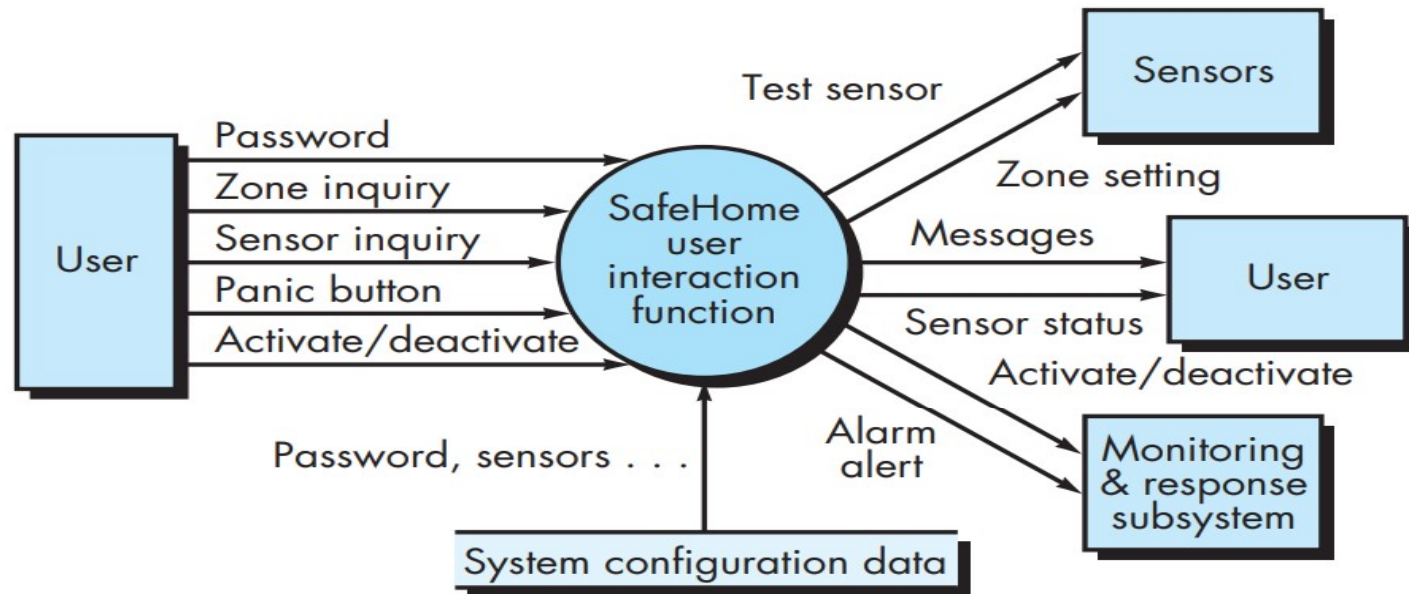 User
Password
Zone inquiry
Sensor inquiry
Panic button
Activate/deactivate
SafeHome
user
interaction
function
Password, sensors . . .
System configuration data
Test sensor
Zone setting
Sensors
Messages
Sensor status
User
Activate/deactivate
Alarm
alert
Monitoring
& response
subsystem